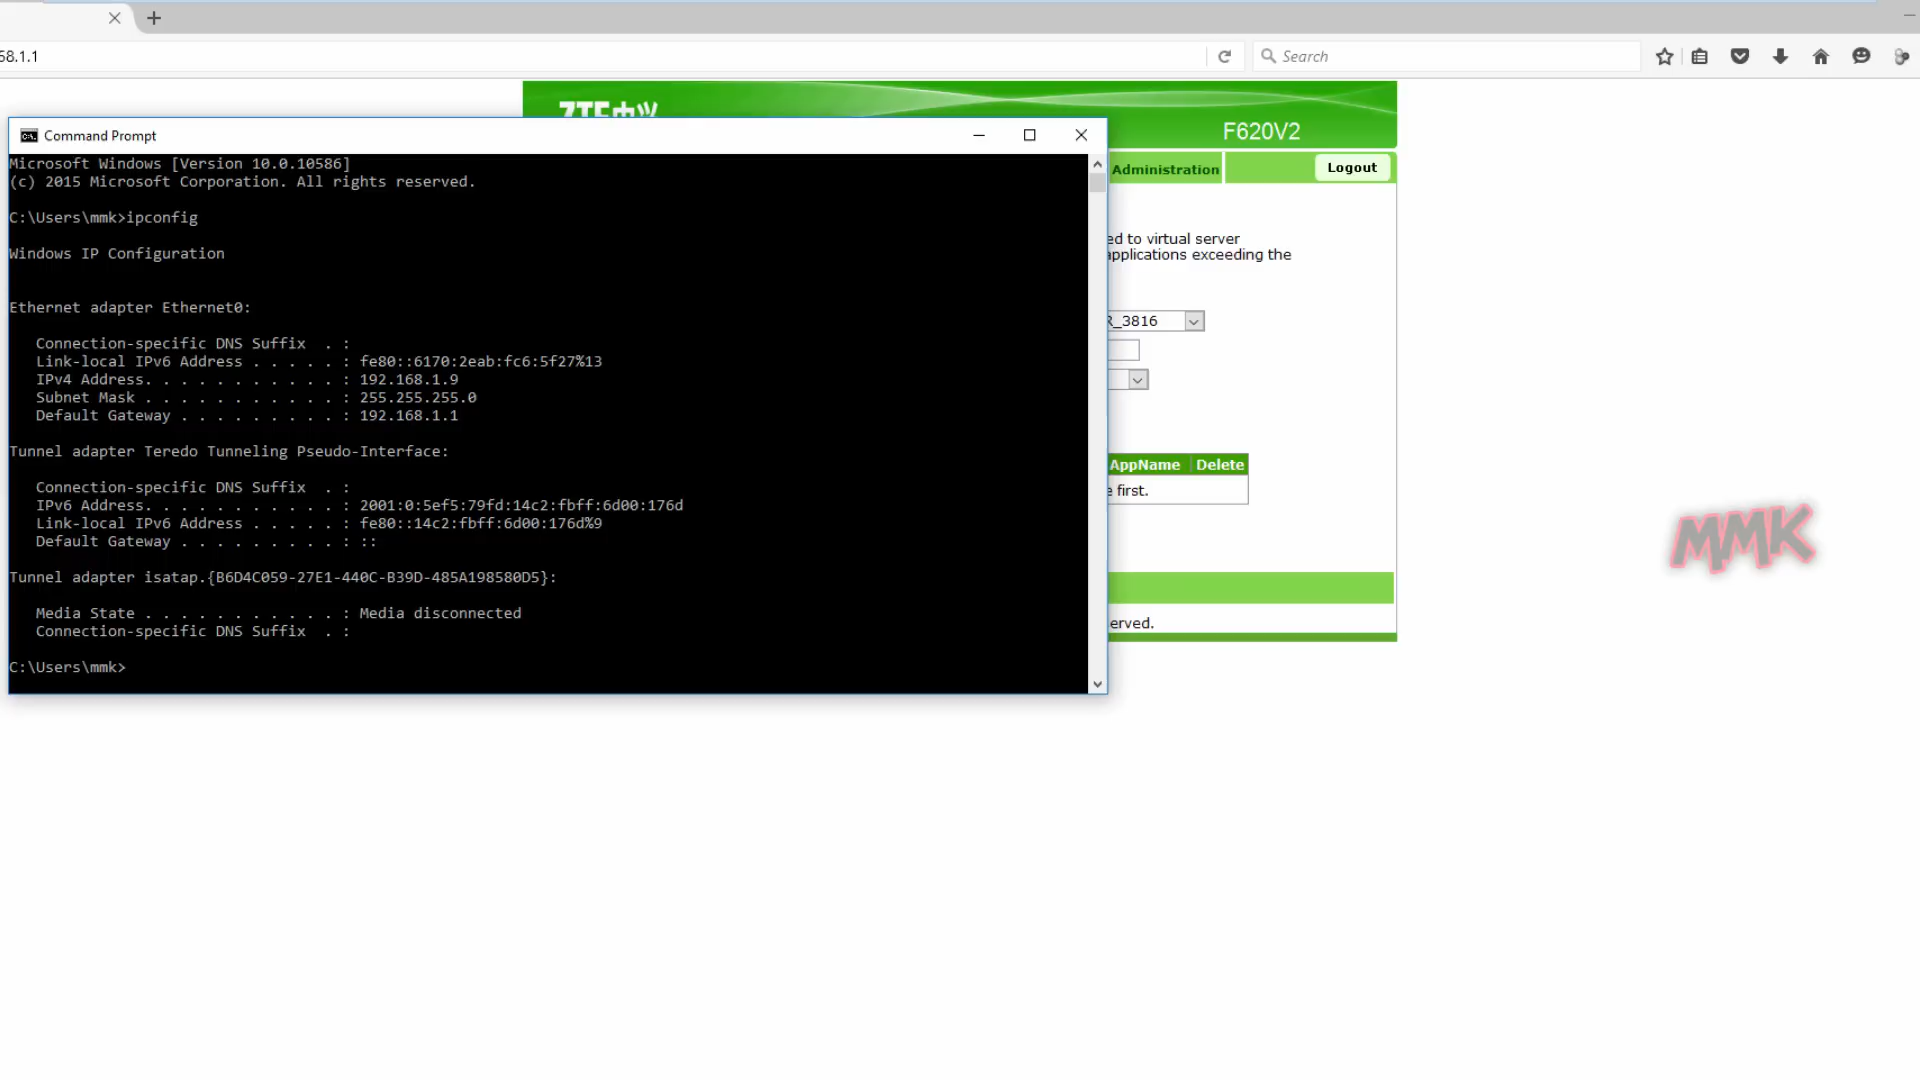 68.1.1
Search
ZTE中兴
F620V2
Command Prompt
Administration
Logout
Microsoft Windows [Version 10.0.10586]
(c) 2015 Microsoft Corporation. All rights reserved.
C:\Users\mmk>ipconfig
Windows IP Configuration
Ethernet adapter Ethernet0:
Connection-specific DNS Suffix . :
Link-local IPv6 Address . . . . . : fe80::6170:2eab:fc6:5f27%13
IPv4 Address. . . . . . . . . . . : 192.168.1.9
Subnet Mask . . . . . . . . . . . : 255.255.255.0
Default Gateway . . . . . . . . . : 192.168.1.1
Tunnel adapter Teredo Tunneling Pseudo-Interface:
Connection-specific DNS Suffix . :
IPv6 Address. . . . . . . . . . . : 2001:0:5ef5:79fd:14c2:fbff:6d00:176d
Link-local IPv6 Address . . . . . : fe80::14c2:fbff:6d00:176d%9
Default Gateway . . . . . . . . . : ::
Tunnel adapter isatap.{B6D4C059-27E1-440C-B39D-485A198580D5}:
Media State . . . . . . . . . . . : Media disconnected
Connection-specific DNS Suffix . :
C:\Users\mmk>
ed to virtual server
applications exceeding the
R_3816
AppName Delete
e first.
erved.
MMK